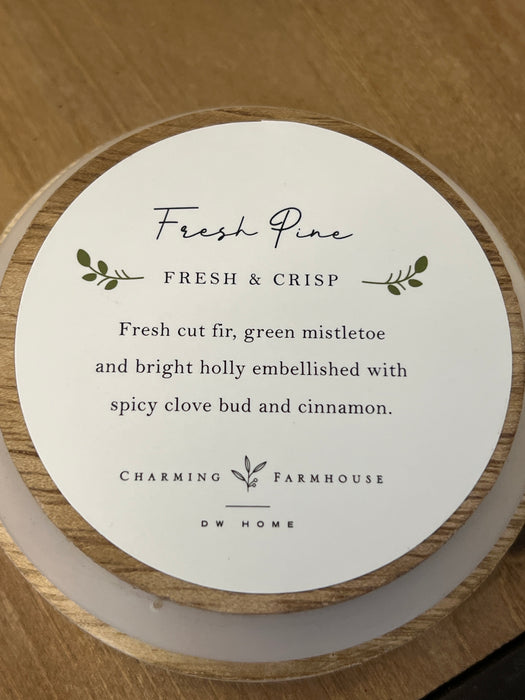 Fresh Pine
FRESH & CRISP
Fresh cut fir, green mistletoe
and bright holly embellished with
spicy clove bud and cinnamon.
CHARMING FARMHOUSE
DW HOME